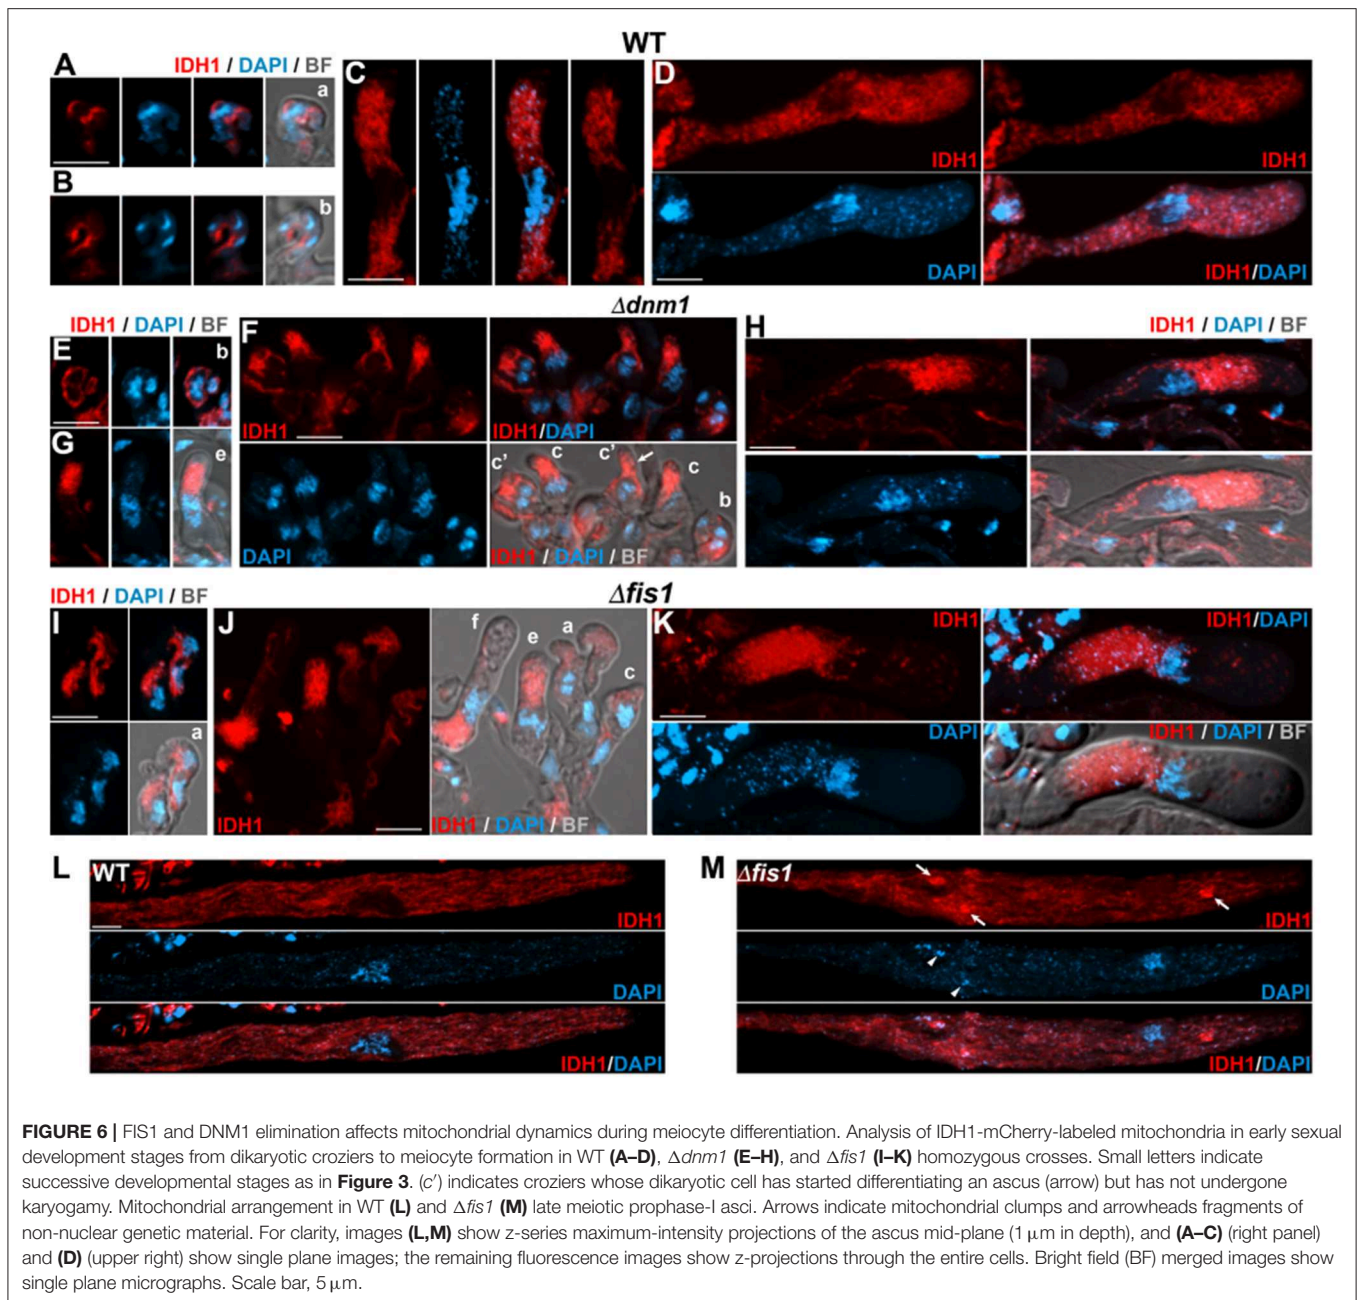 WT
A
IDH1 / DAPI / BF
a
B
b
C
D
IDH1
IDH1
DAPI
IDH1/DAPI
Δdnm1
IDH1 / DAPI / BF
E
b
G
e
F
IDH1
IDH1/DAPI
DAPI
c' c c' c b
IDH1 / DAPI / BF
H
IDH1 / DAPI / BF
Δfis1
IDH1 / DAPI / BF
I
a
J
IDH1
f e a c
IDH1 / DAPI / BF
K
IDH1
IDH1/DAPI
DAPI
IDH1 / DAPI / BF
L
WT
IDH1
DAPI
IDH1/DAPI
M
Δfis1
IDH1
DAPI
IDH1/DAPI
FIGURE 6 | FIS1 and DNM1 elimination affects mitochondrial dynamics during meiocyte differentiation. Analysis of IDH1-mCherry-labeled mitochondria in early sexual
development stages from dikaryotic croziers to meiocyte formation in WT (A–D), Δdnm1 (E–H), and Δfis1 (I–K) homozygous crosses. Small letters indicate
successive developmental stages as in Figure 3. (c') indicates croziers whose dikaryotic cell has started differentiating an ascus (arrow) but has not undergone
karyogamy. Mitochondrial arrangement in WT (L) and Δfis1 (M) late meiotic prophase-I asci. Arrows indicate mitochondrial clumps and arrowheads fragments of
non-nuclear genetic material. For clarity, images (L,M) show z-series maximum-intensity projections of the ascus mid-plane (1 μm in depth), and (A–C) (right panel)
and (D) (upper right) show single plane images; the remaining fluorescence images show z-projections through the entire cells. Bright field (BF) merged images show
single plane micrographs. Scale bar, 5 μm.